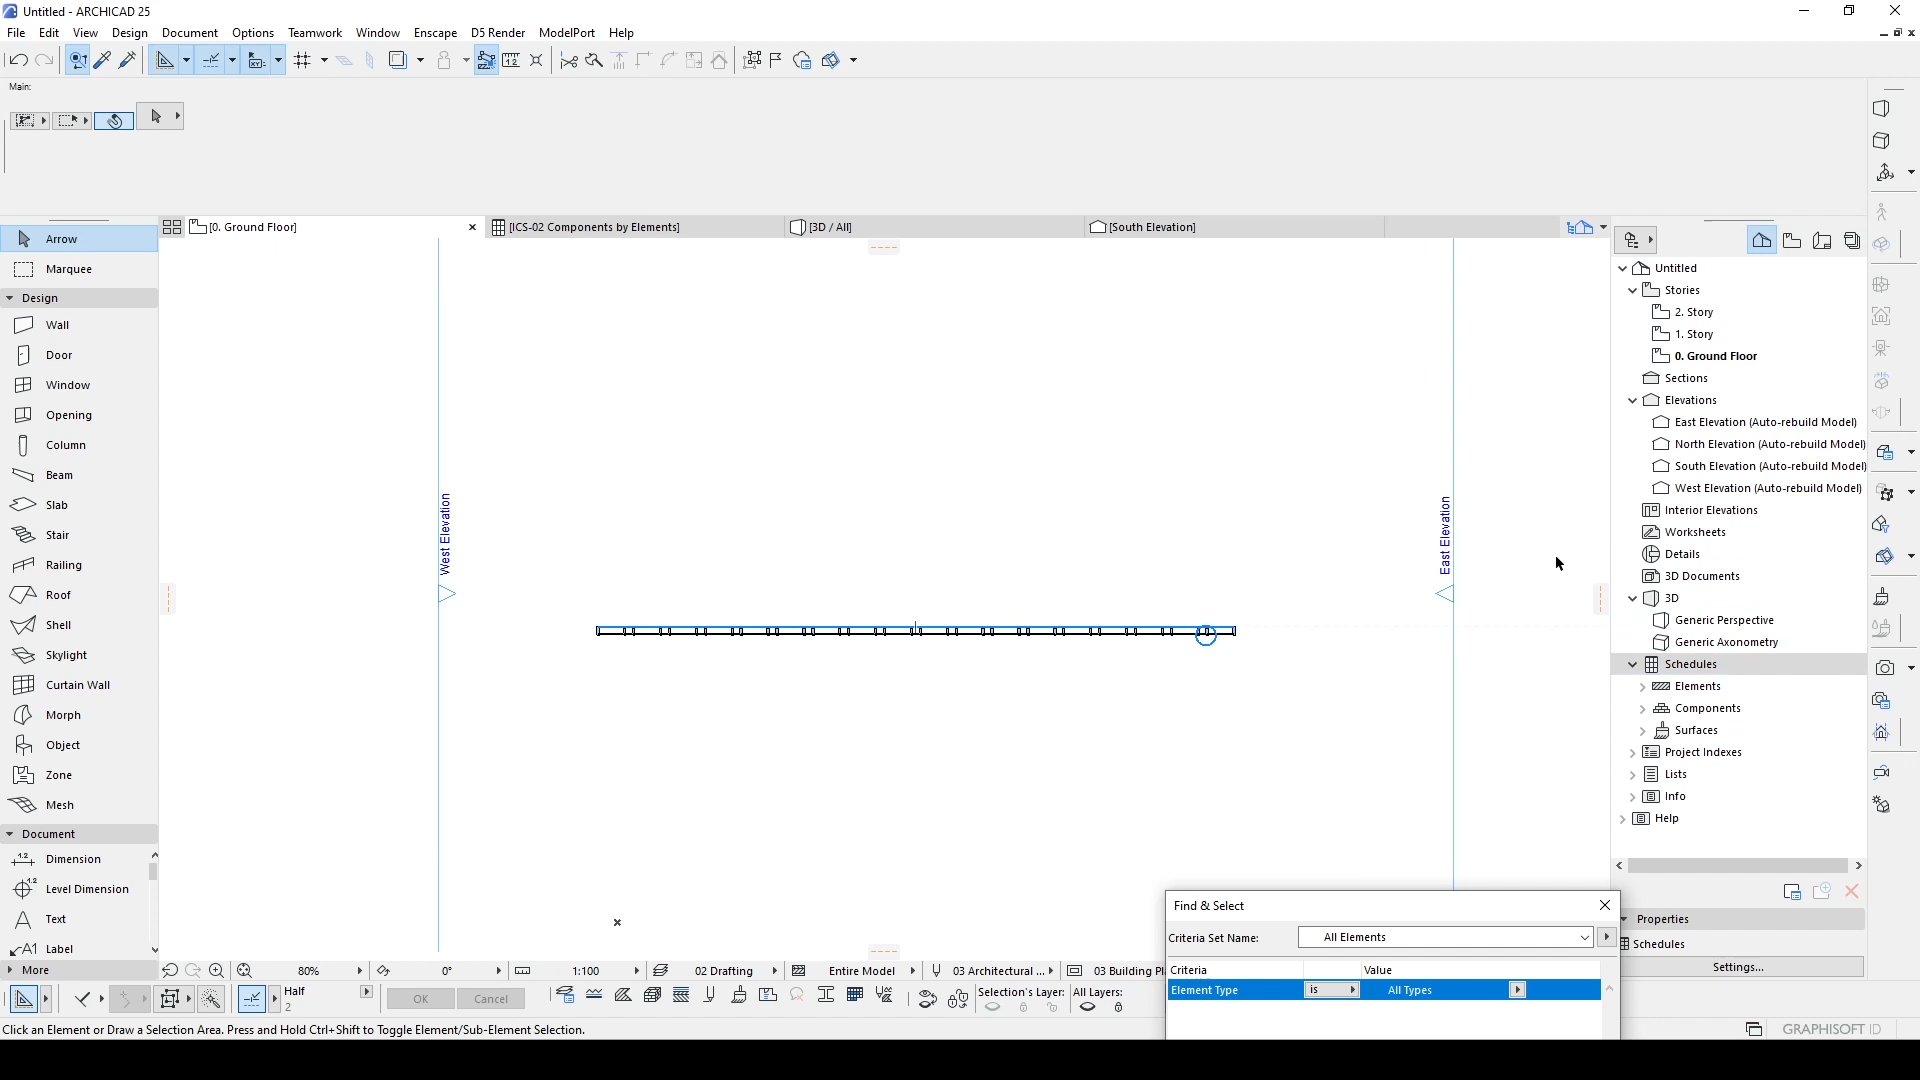 Untitled - ARCHICAD 25
File Edit View Design Document Options Teamwork Window Enscape D5 Render ModelPort Help
Main:
[0. Ground Floor]
[ICS-02 Components by Elements]
[3D / All]
[South Elevation]
Arrow
Marquee
Design
Wall
Door
Window
Opening
Column
Beam
Slab
Stair
Railing
Roof
Shell
Skylight
Curtain Wall
Morph
Object
Zone
Mesh
Document
Dimension
Level Dimension
Text
A1 Label
More
West Elevation
East Elevation
Untitled
Stories
2. Story
1. Story
0. Ground Floor
Sections
Elevations
East Elevation (Auto-rebuild Model)
North Elevation (Auto-rebuild Model)
South Elevation (Auto-rebuild Model)
West Elevation (Auto-rebuild Model)
Interior Elevations
Worksheets
Details
3D Documents
3D
Generic Perspective
Generic Axonometry
Schedules
Elements
Components
Surfaces
Project Indexes
Lists
Info
Help
Properties
Schedules
Settings...
Find & Select
Criteria Set Name: All Elements
Criteria Value
Element Type is All Types
80% 0° 1:100 02 Drafting Entire Model 03 Architectural ... 03 Building Pl
Half
2
OK Cancel
Selection's Layer: All Layers:
Click an Element or Draw a Selection Area. Press and Hold Ctrl+Shift to Toggle Element/Sub-Element Selection.
GRAPHISOFT ID